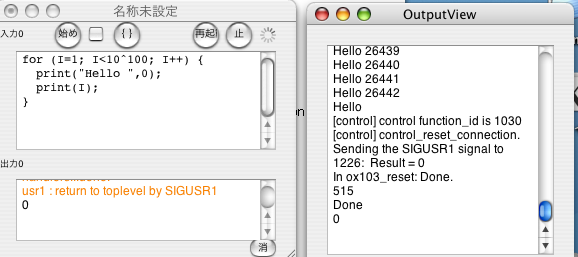 名称未設定
入力0
始め
{ }
再起
止
for (I=1; I<10^100; I++) {
print("Hello ",0);
print(I);
}
出力0
usr1 : return to toplevel by SIGUSR1
0
消
on
OutputView
Hello 26439
Hello 26440
Hello 26441
Hello 26442
Hello
[control] control function_id is 1030
[control] control_reset_connection.
Sending the SIGUSR1 signal to
1226: Result = 0
In ox103_reset: Done.
515
Done
0